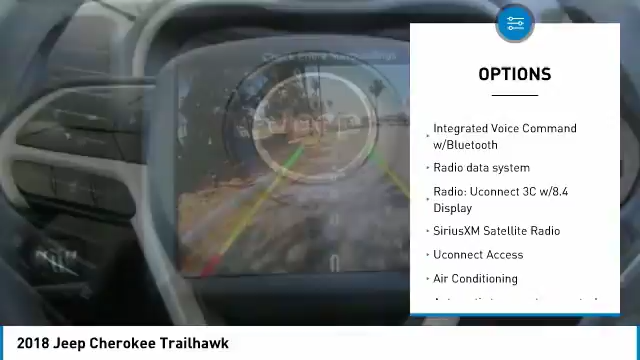 OPTIONS
Integrated Voice Command
w/Bluetooth
Radio data system
Radio: Uconnect 3C w/8.4
Display
SiriusXM Satellite Radio
Uconnect Access
Air Conditioning
2018 Jeep Cherokee Trailhawk